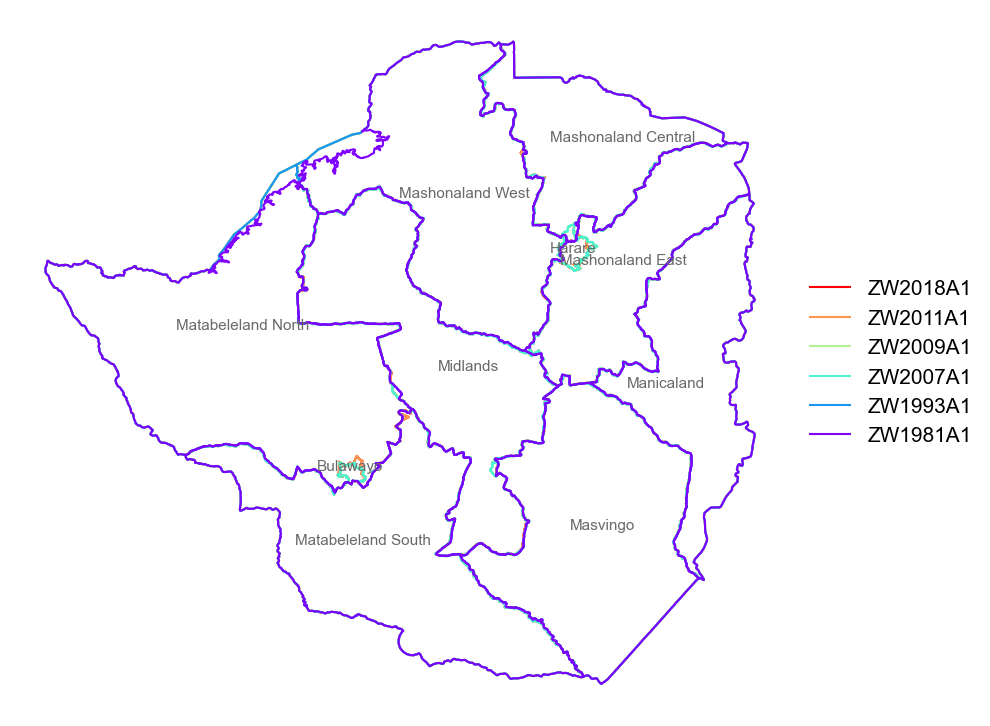 Mashonaland Central
Mashonaland West
Harare
Mashonaland East
Matabeleland North
Midlands
Manicaland
Bulawayo
Masvingo
Matabeleland South
ZW2018A1
ZW2011A1
ZW2009A1
ZW2007A1
ZW1993A1
ZW1981A1